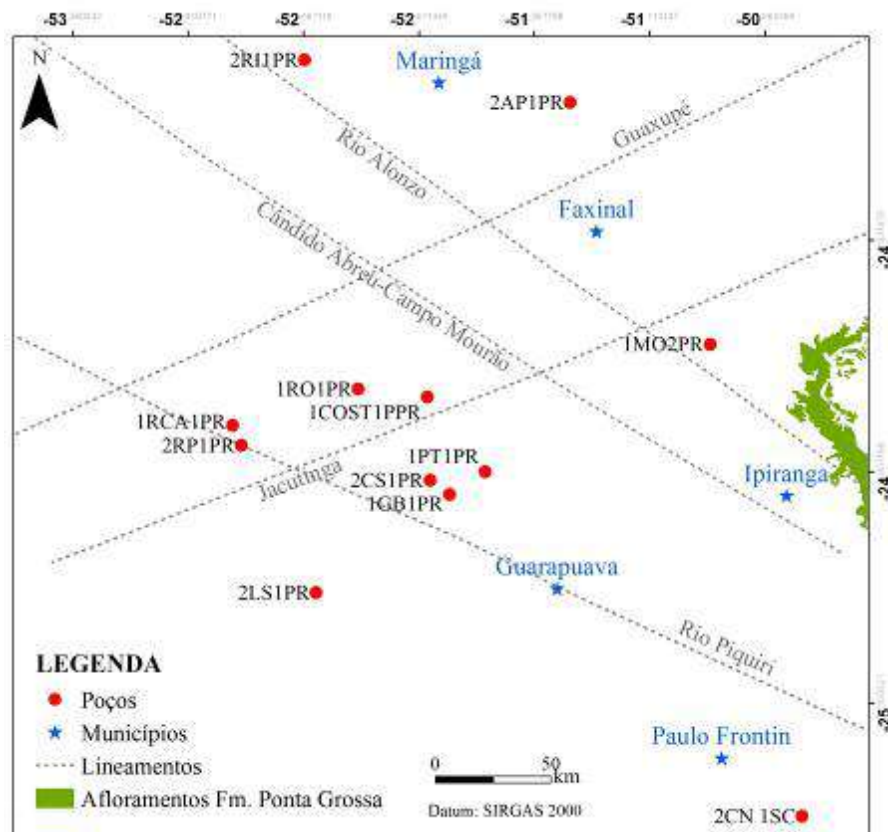 -53 -52 -52 -52 -51 -51 -50
N
2RI1PR
Maringá
2AP1PR
Guaxupé
Rio Alonzo
Faxinal
-24
Cândido Abreu-Campo Mourão
1MO2PR
1RO1PR
1COST1PPR
1RCA1PR
2RP1PR
1PT1PR
Jacutinga
2CS1PR
1GB1PR
-24
Ipiranga
Guarapuava
2LS1PR
Rio Piquirí
LEGENDA
Poços
Municípios
Lineamentos
Afloramentos Fm. Ponta Grossa
-25
Paulo Frontin
0 50
km
Datum: SIRGAS 2000
2CN 1SC